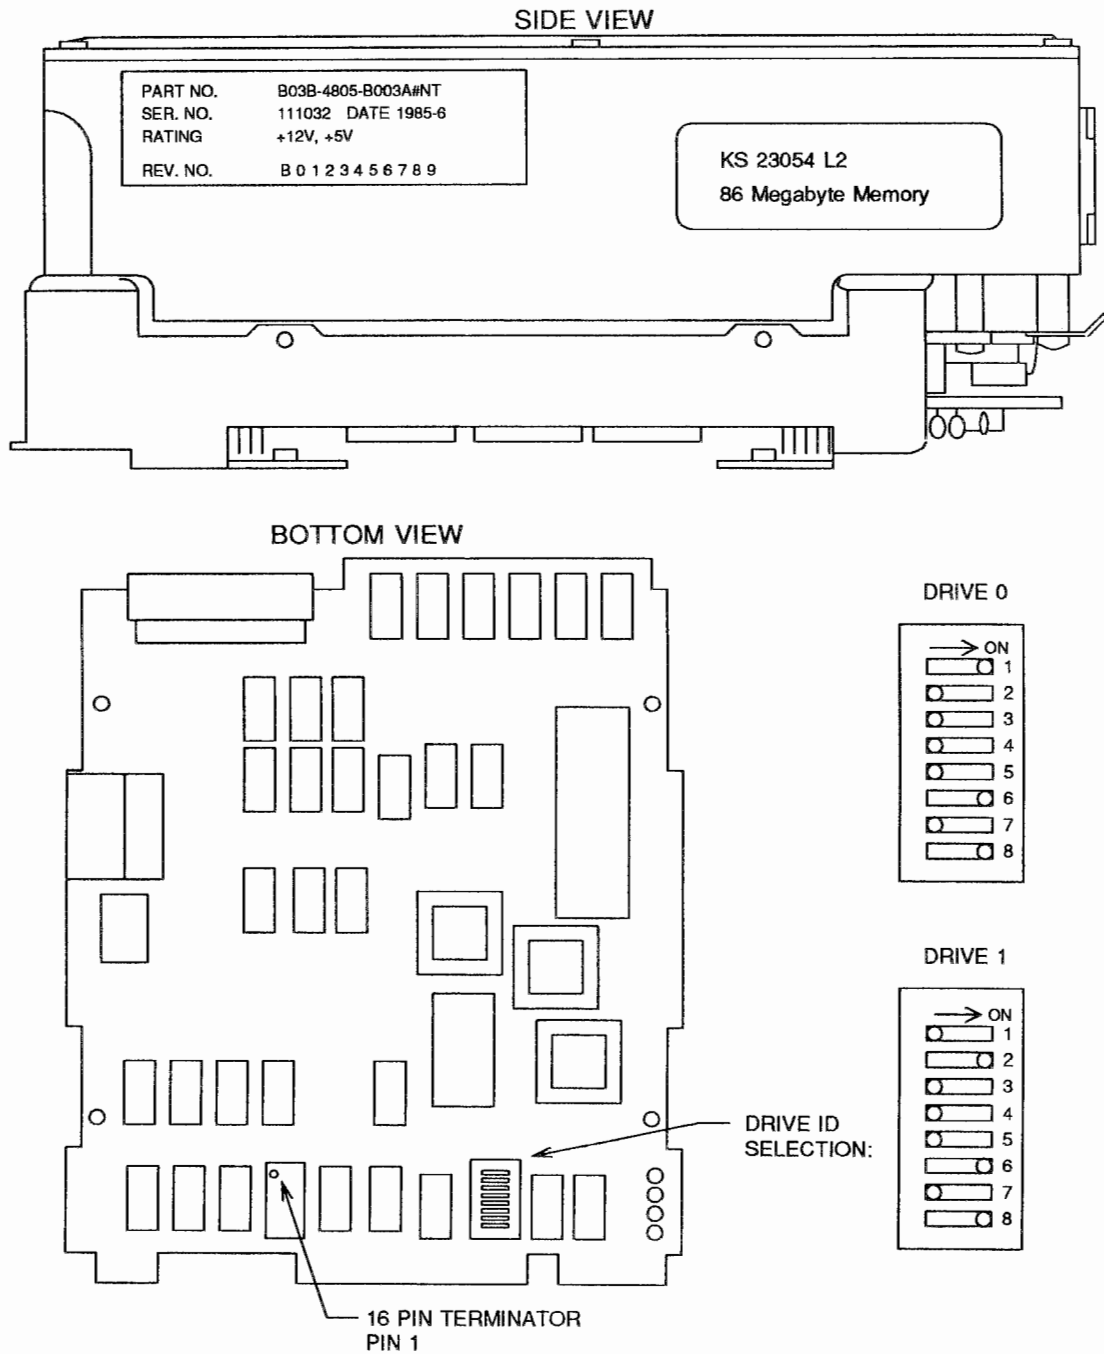 SIDE VIEW
PART NO. B03B-4805-B003A#NT
SER. NO. 111032 DATE 1985-6
RATING +12V, +5V
REV. NO. B 0 1 2 3 4 5 6 7 8 9
KS 23054 L2
86 Megabyte Memory
BOTTOM VIEW
DRIVE 0
ON
1
2
3
4
5
6
7
8
DRIVE 1
ON
1
2
3
4
5
6
7
8
DRIVE ID
SELECTION:
16 PIN TERMINATOR
PIN 1